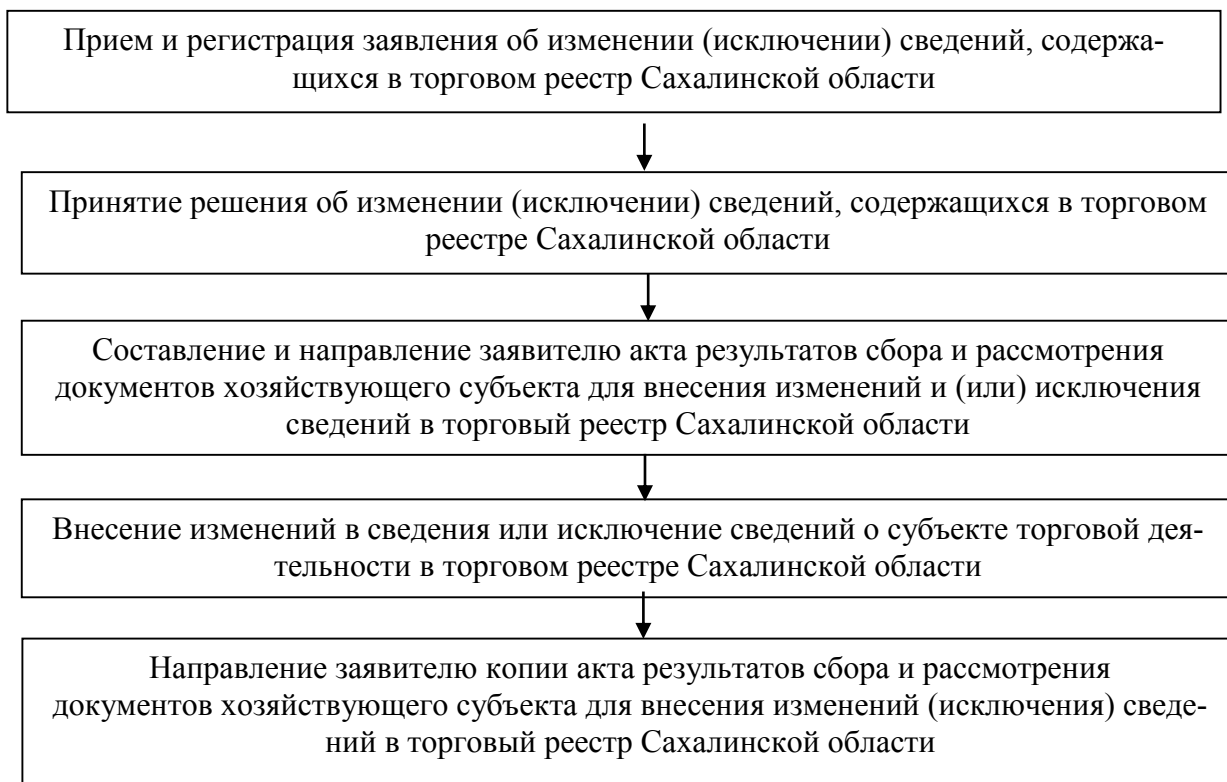 Прием и регистрация заявления об изменении (исключении) сведений, содержа-
щихся в торговом реестр Сахалинской области
Принятие решения об изменении (исключении) сведений, содержащихся в торговом
реестре Сахалинской области
Составление и направление заявителю акта результатов сбора и рассмотрения
документов хозяйствующего субъекта для внесения изменений и (или) исключения
сведений в торговый реестр Сахалинской области
Внесение изменений в сведения или исключение сведений о субъекте торговой дея-
тельности в торговом реестре Сахалинской области
Направление заявителю копии акта результатов сбора и рассмотрения
документов хозяйствующего субъекта для внесения изменений (исключения) сведе-
ний в торговый реестр Сахалинской области